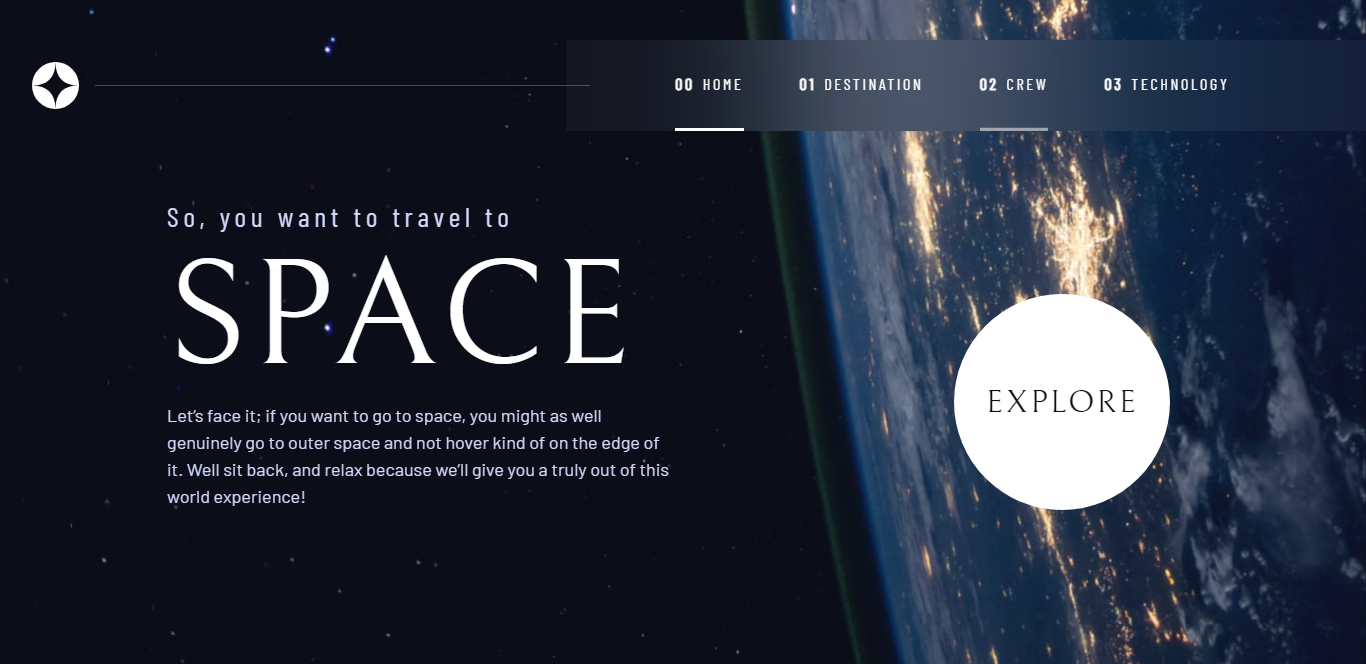 00 HOME 01 DESTINATION 02 CREW 03 TECHNOLOGY
So, you want to travel to
SPACE
Let’s face it; if you want to go to space, you might as well
genuinely go to outer space and not hover kind of on the edge of
it. Well sit back, and relax because we’ll give you a truly out of this
world experience!
EXPLORE